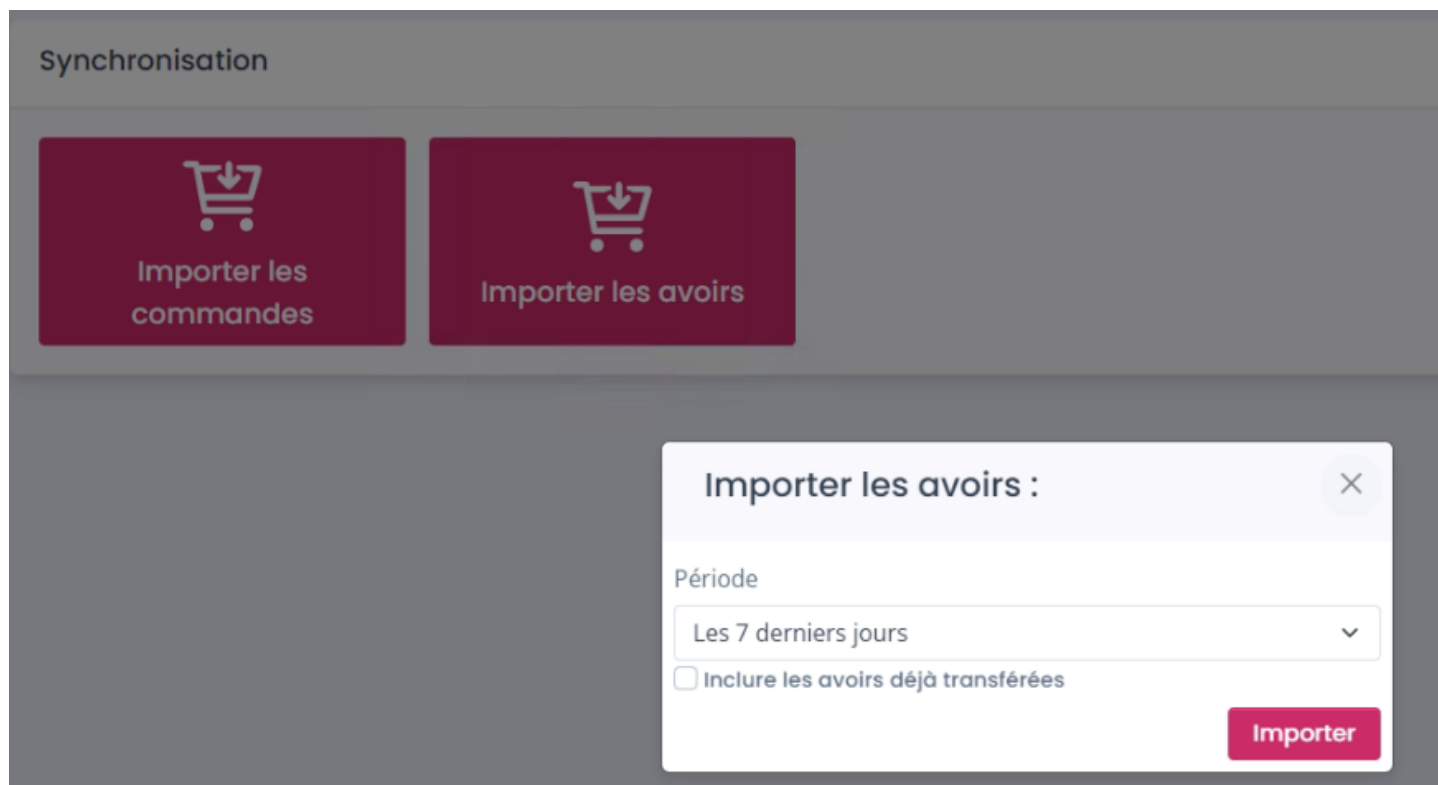 Synchronisation
Importer les
commandes
Importer les avoirs
Importer les avoirs :
Période
Les 7 derniers jours
Inclure les avoirs déjà transférées
Importer